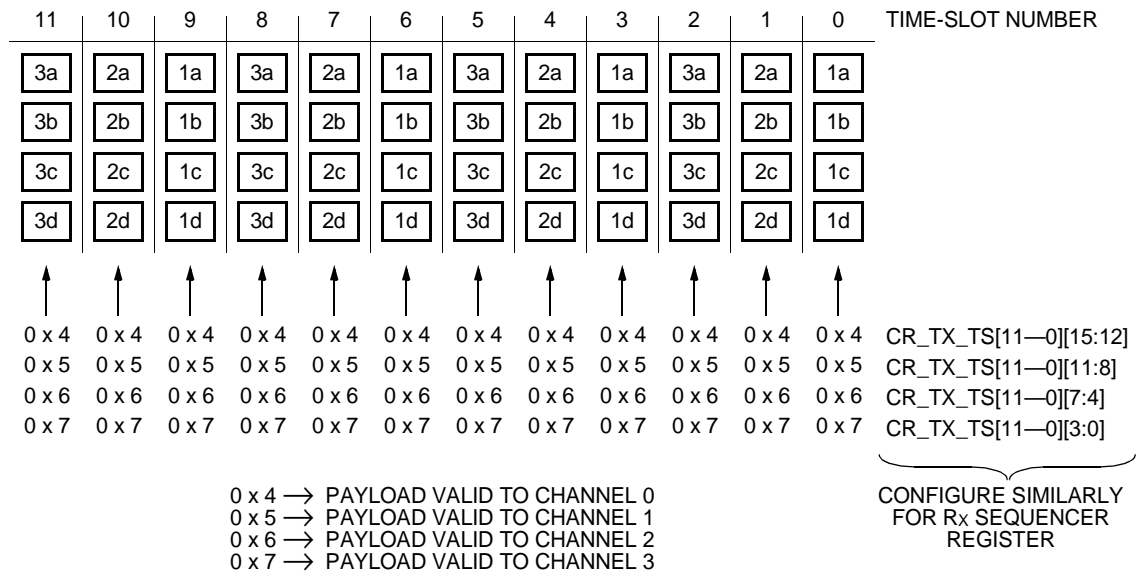 11 10 9 8 7 6 5 4 3 2 1 0 TIME-SLOT NUMBER
3a 2a 1a 3a 2a 1a 3a 2a 1a 3a 2a 1a
3b 2b 1b 3b 2b 1b 3b 2b 1b 3b 2b 1b
3c 2c 1c 3c 2c 1c 3c 2c 1c 3c 2c 1c
3d 2d 1d 3d 2d 1d 3d 2d 1d 3d 2d 1d
0 x 4 0 x 4 0 x 4 0 x 4 0 x 4 0 x 4 0 x 4 0 x 4 0 x 4 0 x 4 0 x 4 0 x 4 CR_TX_TS[11—0][15:12]
0 x 5 0 x 5 0 x 5 0 x 5 0 x 5 0 x 5 0 x 5 0 x 5 0 x 5 0 x 5 0 x 5 0 x 5 CR_TX_TS[11—0][11:8]
0 x 6 0 x 6 0 x 6 0 x 6 0 x 6 0 x 6 0 x 6 0 x 6 0 x 6 0 x 6 0 x 6 0 x 6 CR_TX_TS[11—0][7:4]
0 x 7 0 x 7 0 x 7 0 x 7 0 x 7 0 x 7 0 x 7 0 x 7 0 x 7 0 x 7 0 x 7 0 x 7 CR_TX_TS[11—0][3:0]
0 x 4 → PAYLOAD VALID TO CHANNEL 0
0 x 5 → PAYLOAD VALID TO CHANNEL 1
0 x 6 → PAYLOAD VALID TO CHANNEL 2
0 x 7 → PAYLOAD VALID TO CHANNEL 3
CONFIGURE SIMILARLY
FOR RX SEQUENCER
REGISTER